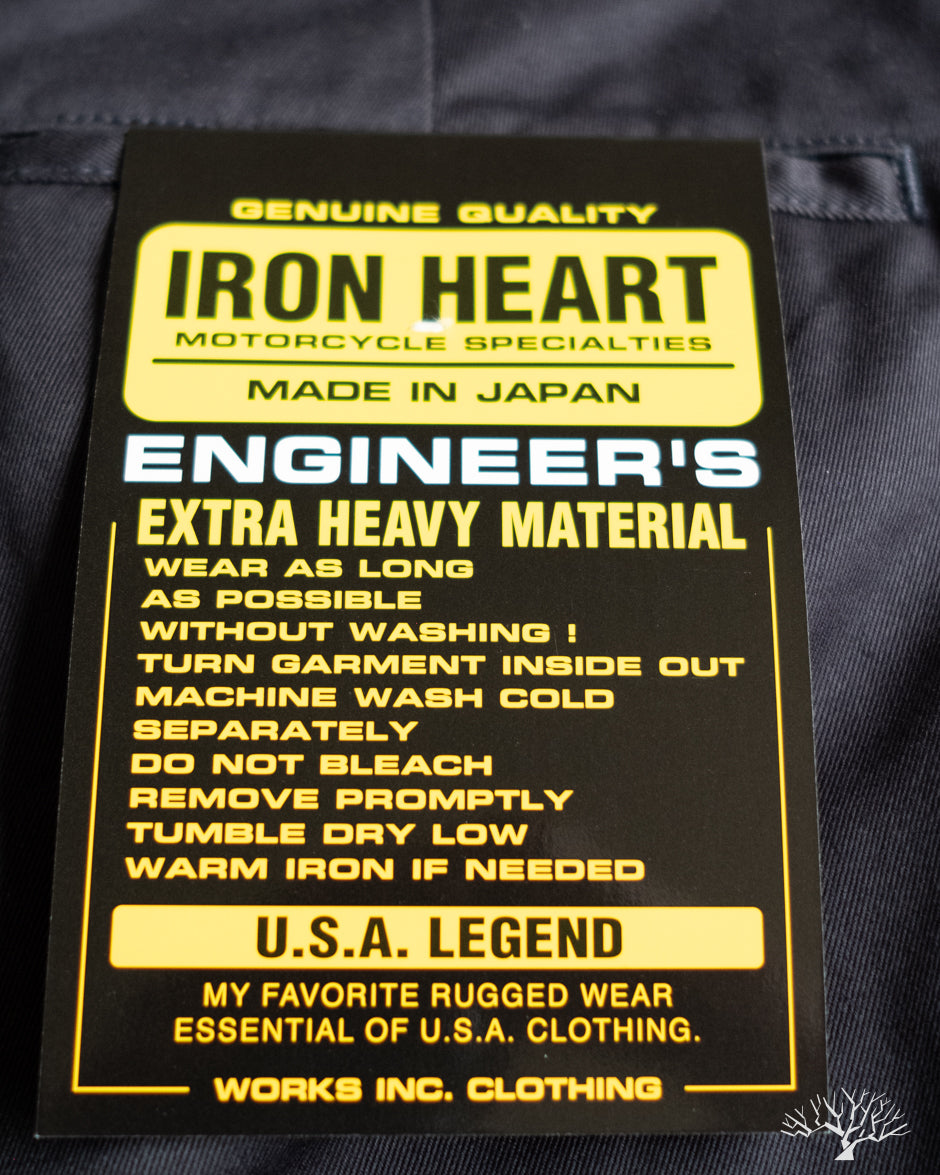 GENUINE QUALITY
IRON HEART
MOTORCYCLE SPECIALTIES
MADE IN JAPAN
ENGINEER'S
EXTRA HEAVY MATERIAL
WEAR AS LONG
AS POSSIBLE
WITHOUT WASHING !
TURN GARMENT INSIDE OUT
MACHINE WASH COLD
SEPARATELY
DO NOT BLEACH
REMOVE PROMPTLY
TUMBLE DRY LOW
WARM IRON IF NEEDED
U.S.A. LEGEND
MY FAVORITE RUGGED WEAR
ESSENTIAL OF U.S.A. CLOTHING.
WORKS INC. CLOTHING